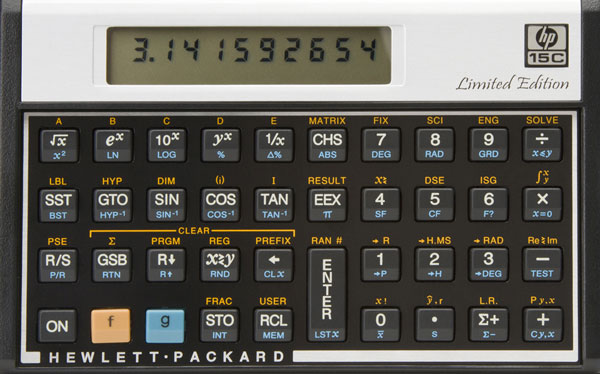 3.141592654
hp
15C
Limited Edition
A B C D E MATRIX FIX SCI ENG SOLVE
√x eˣ 10ˣ yˣ 1/x CHS 7 8 9 ÷
x² LN LOG % Δ% ABS DEG RAD GRD x≤y
LBL HYP DIM (i) I RESULT x≷ DSE ISG ∫xy
SST GTO SIN COS TAN EEX 4 5 6 ×
BST HYP⁻¹ SIN⁻¹ COS⁻¹ TAN⁻¹ π SF CF F? x=0
CLEAR
PSE Σ PRGM REG PREFIX RAN # →R →H.MS →RAD Re≷Im
R/S GSB R↓ x≷y ← ENTER 1 2 3 −
P/R RTN R↑ RND CLx →P →H →DEG TEST
FRAC USER x! ŷ,r L.R. Py,x
ON f g STO RCL 0 • Σ+ +
INT MEM LSTx x̄ s Σ− Cy,x
HEWLETT·PACKARD